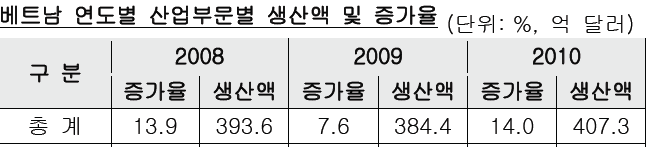 베트남 연도별 산업부문별 생산액 및 증가율 (단위: %, 억 달러)
구 분 2008 2009 2010
증가율 생산액 증가율 생산액 증가율 생산액
총 계 13.9 393.6 7.6 384.4 14.0 407.3